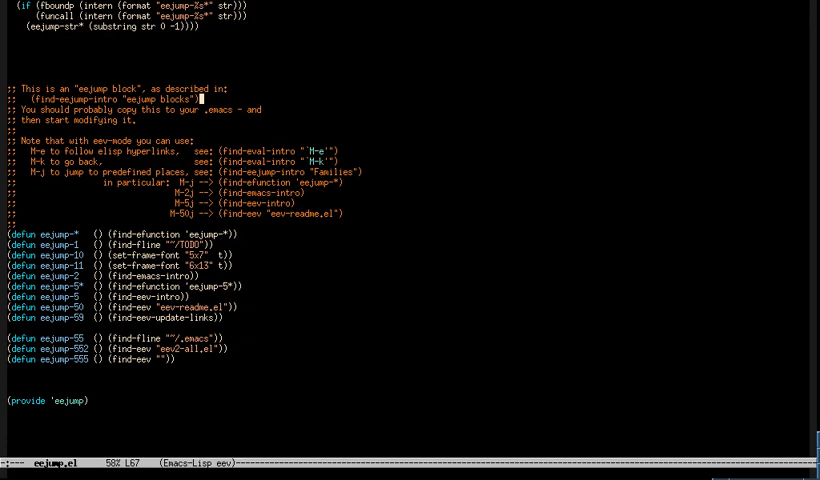 (if (fboundp (intern (format "eejump-%s*" str)))
(funcall (intern (format "eejump-%s*" str)))
(eejump-str* (substring str 0 -1))))
;; This is an "eejump block", as described in:
;;   (find-eejump-intro "eejump blocks")
;; You should probably copy this to your .emacs - and
;; then start modifying it.
;;
;; Note that with eev-mode you can use:
;;   M-e to follow elisp hyperlinks,   see: (find-eval-intro "`M-e'")
;;   M-k to go back,                   see: (find-eval-intro "`M-k'")
;;   M-j to jump to predefined places, see: (find-eejump-intro "Families")
;;                 in particular:  M-j --> (find-efunction 'eejump-*)
;;                                M-2j --> (find-emacs-intro)
;;                                M-5j --> (find-eev-intro)
;;                               M-50j --> (find-eev "eev-readme.el")
;;
(defun eejump-*   () (find-efunction 'eejump-*))
(defun eejump-1   () (find-fline "~/TODO"))
(defun eejump-10  () (set-frame-font "5x7"  t))
(defun eejump-11  () (set-frame-font "6x13" t))
(defun eejump-2   () (find-emacs-intro))
(defun eejump-5*  () (find-efunction 'eejump-5*))
(defun eejump-5   () (find-eev-intro))
(defun eejump-50  () (find-eev "eev-readme.el"))
(defun eejump-59  () (find-eev-update-links))
(defun eejump-55  () (find-fline "~/.emacs"))
(defun eejump-552 () (find-eev "eev2-all.el"))
(defun eejump-555 () (find-eev ""))
(provide 'eejump)
-:---  eejump.el      58% L67    (Emacs-Lisp eev)